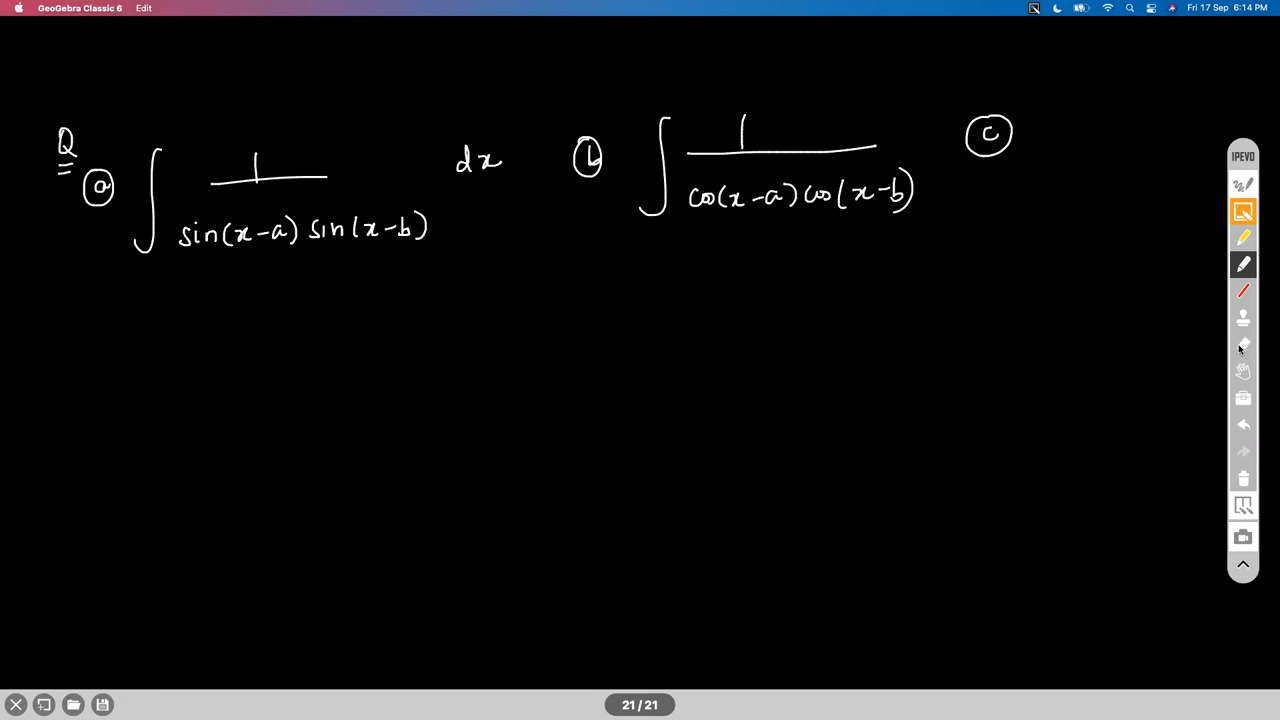 GeoGebra Classic 6 Edit Fri 17 Sep 6:14 PM
Q
(a) ∫ 1 / sin(x-a) sin(x-b) dx (b) ∫ 1 / cos(x-a) cos(x-b) (c)
IPEVO
21 / 21